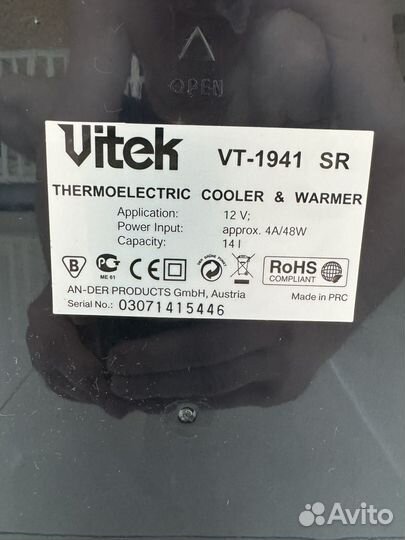 OPEN
Vitek VT-1941 SR
THERMOELECTRIC COOLER & WARMER
Application: 12 V;
Power Input: approx. 4A/48W
Capacity: 14 l
B
ME 61
RoHS
COMPLIANT
AN-DER PRODUCTS GmbH, Austria
Serial No.: 03071415446
Made in PRC
Avito